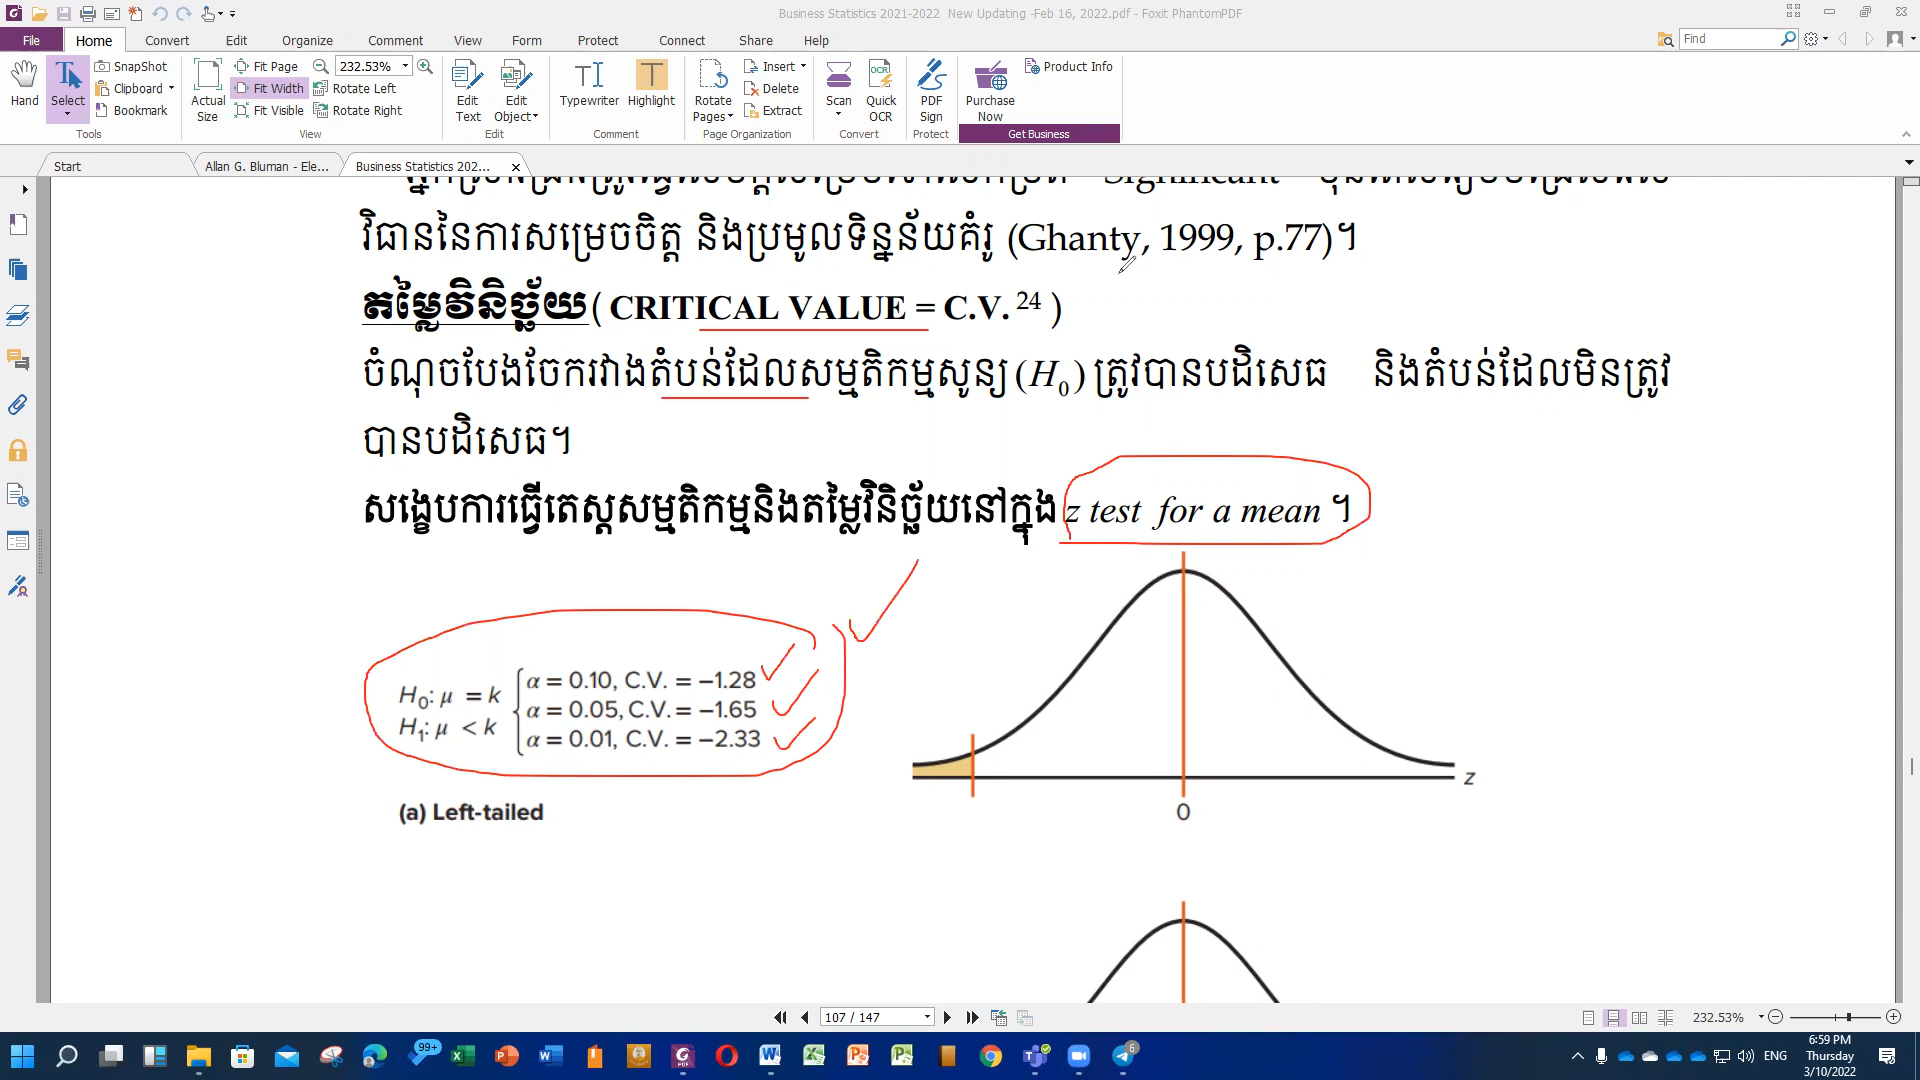 Business Statistics 2021-2022 New Updating -Feb 16, 2022.pdf - Foxit PhantomPDF
File Home Convert Edit Organize Comment View Form Protect Connect Share Help Find
Hand Select SnapShot Clipboard Bookmark Tools
Actual Size Fit Page Fit Width Fit Visible 232.53% Rotate Left Rotate Right View
Edit Text Edit Object Edit
Typewriter Highlight Comment
Rotate Pages Insert Delete Extract Page Organization
Scan Quick OCR Convert
PDF Sign Protect
Purchase Now Product Info Get Business
Start Allan G. Bluman - Ele... Business Statistics 202...
Significant
វិធាននៃការសម្រេចចិត្ត និងប្រមូលទិន្នន័យគំរូ (Ghanty, 1999, p.77)។
តម្លៃវិនិច្ឆ័យ( CRITICAL VALUE = C.V. 24 )
ចំណុចបែងចែករវាងតំបន់ដែលសម្មតិកម្មសូន្យ (H0) ត្រូវបានបដិសេធ និងតំបន់ដែលមិនត្រូវ
បានបដិសេធ។
សង្ខេបការធ្វើតេស្តសម្មតិកម្មនិងតម្លៃវិនិច្ឆ័យនៅក្នុង z test for a mean ។
α = 0.10, C.V. = −1.28
H0: μ = k
α = 0.05, C.V. = −1.65
H1: μ < k
α = 0.01, C.V. = −2.33
z
(a) Left-tailed
0
107 / 147
232.53%
99+
6
ENG
6:59 PM
Thursday
3/10/2022